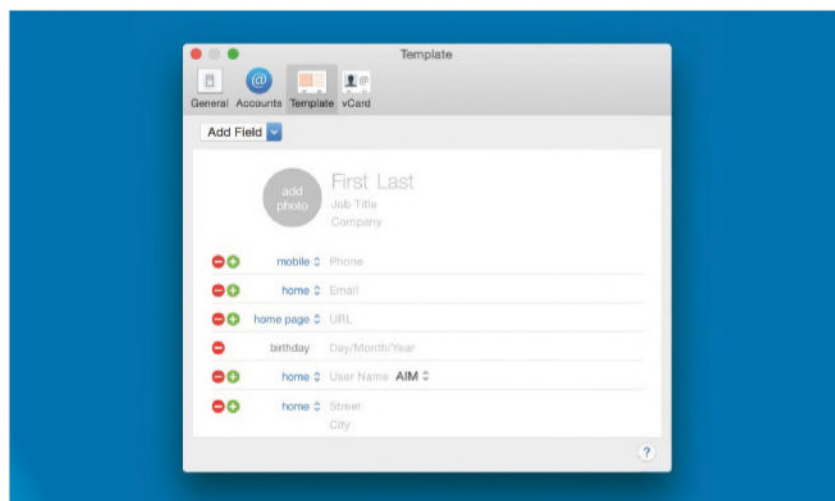 Template
General Accounts Template vCard
Add Field
add
photo
First Last
Job Title
Company
mobile Phone
home Email
home page URL
birthday Day/Month/Year
home User Name AIM
home Street
City
?